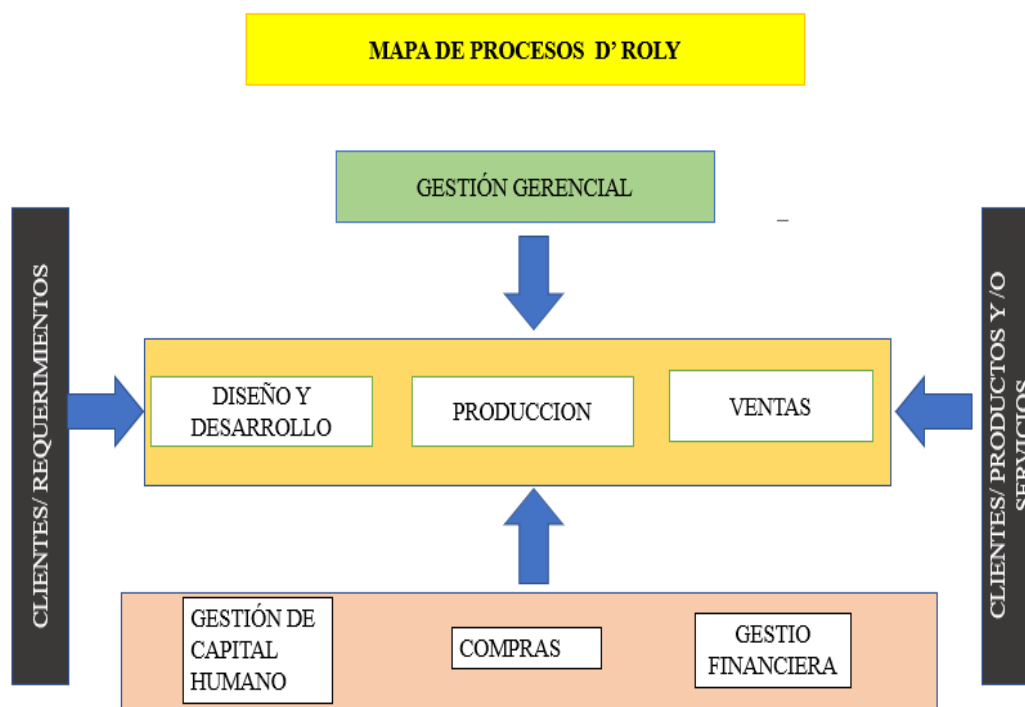 MAPA DE PROCESOS D' ROLY
GESTIÓN GERENCIAL
CLIENTES/ REQUERIMIENTOS
DISEÑO Y
DESARROLLO
PRODUCCION
VENTAS
CLIENTES/ PRODUCTOS Y /O
SERVICIOS
GESTIÓN DE
CAPITAL
HUMANO
COMPRAS
GESTIO
FINANCIERA